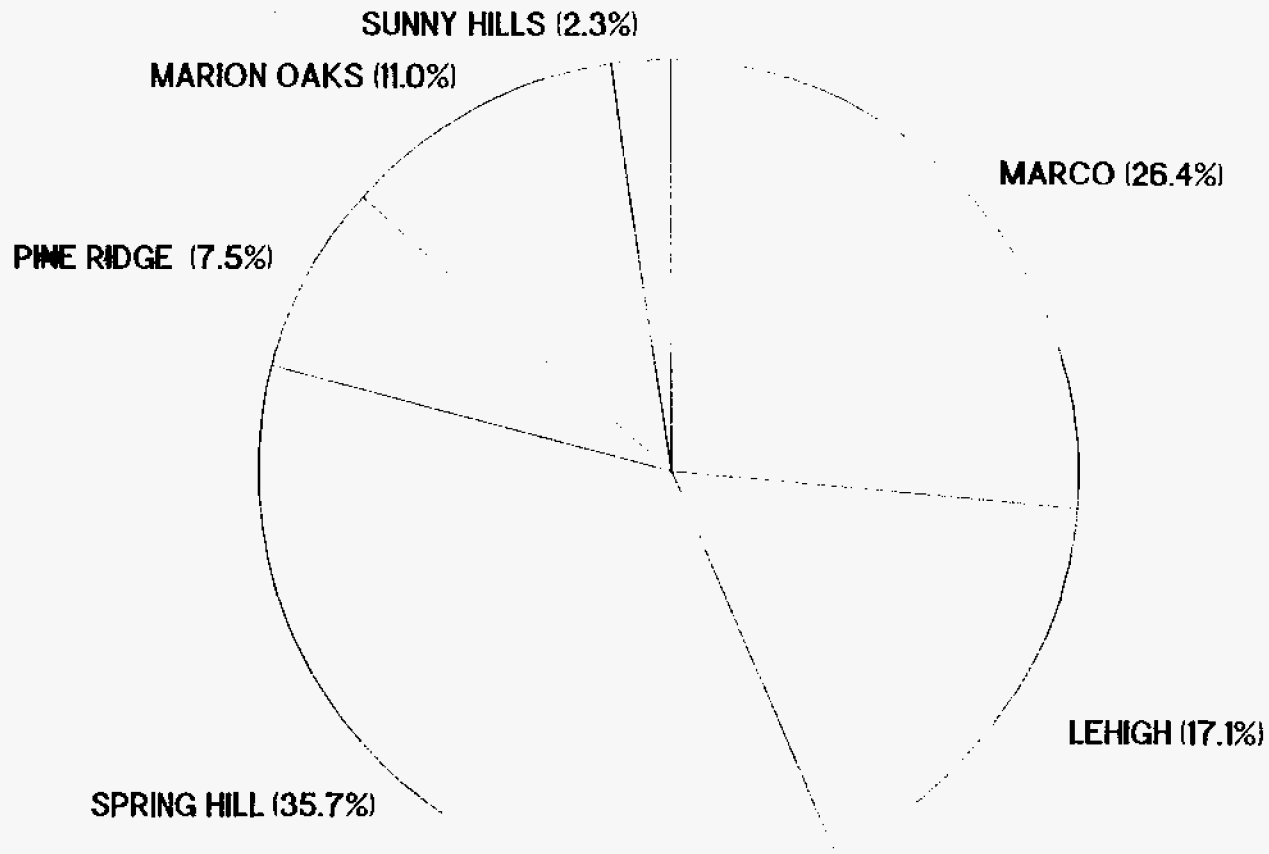 SUNNY HILLS (2.3%)
MARION OAKS (11.0%)
MARCO (26.4%)
PINE RIDGE (7.5%)
LEHIGH (17.1%)
SPRING HILL (35.7%)